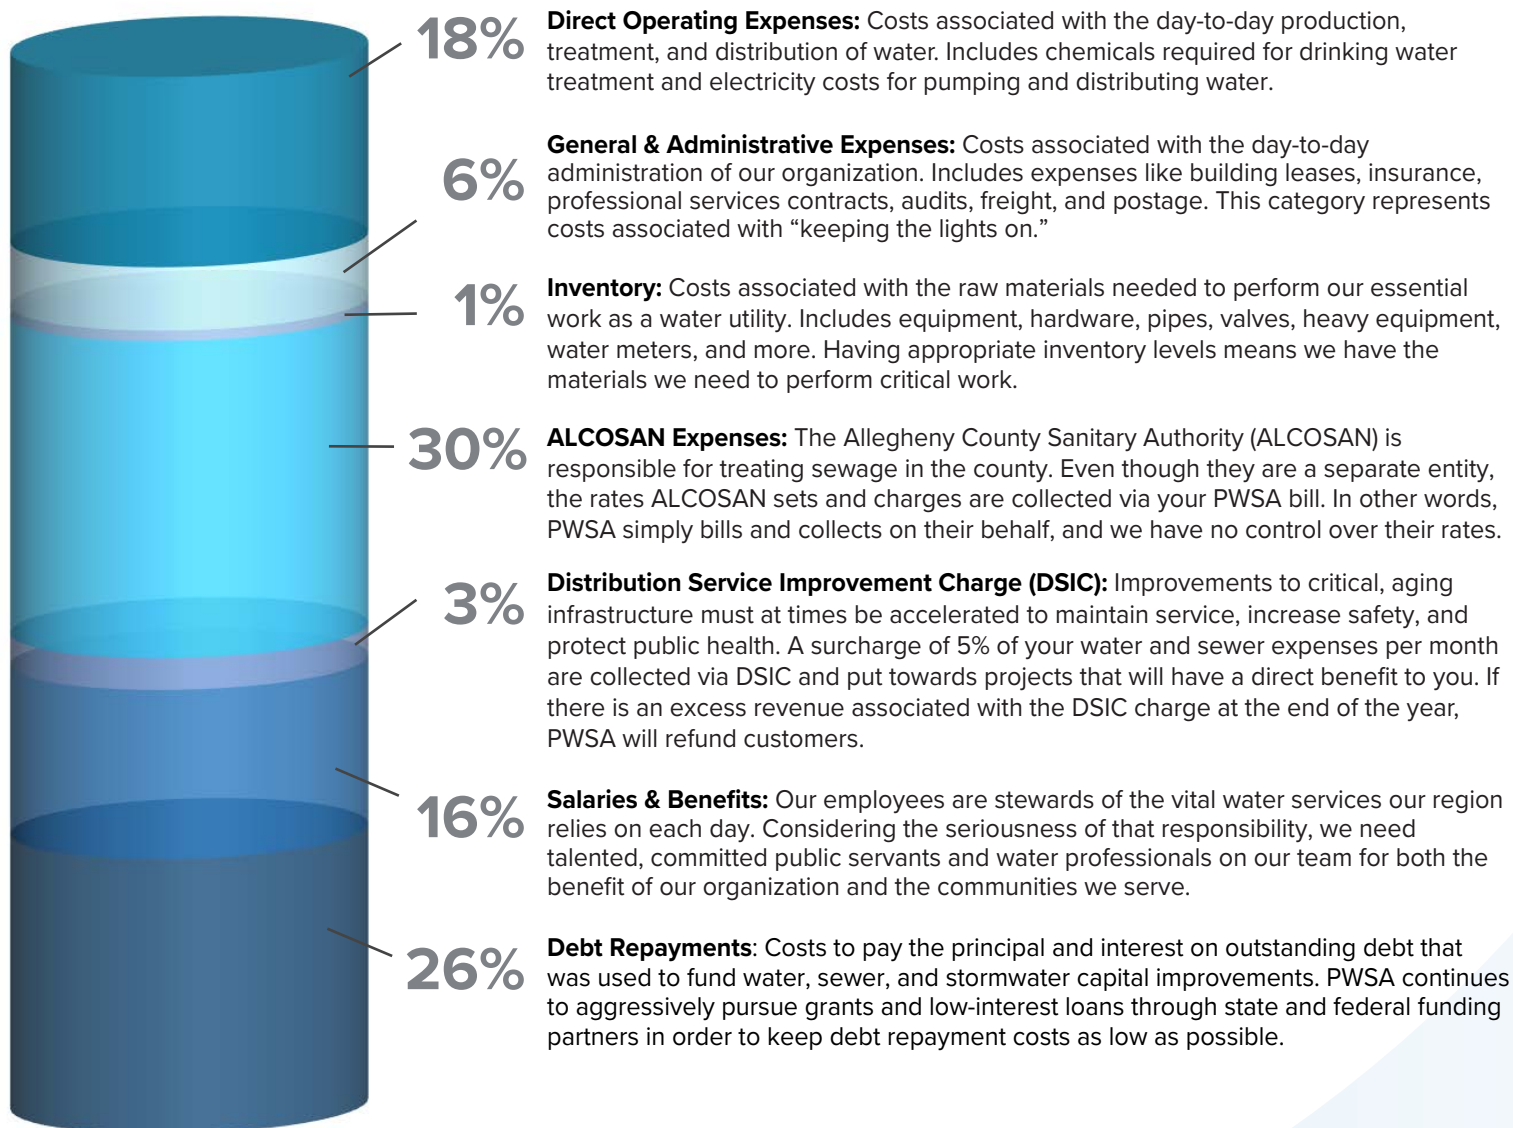 18%
Direct Operating Expenses: Costs associated with the day-to-day production,
treatment, and distribution of water. Includes chemicals required for drinking water
treatment and electricity costs for pumping and distributing water.
6%
General & Administrative Expenses: Costs associated with the day-to-day
administration of our organization. Includes expenses like building leases, insurance,
professional services contracts, audits, freight, and postage. This category represents
costs associated with “keeping the lights on.”
1%
Inventory: Costs associated with the raw materials needed to perform our essential
work as a water utility. Includes equipment, hardware, pipes, valves, heavy equipment,
water meters, and more. Having appropriate inventory levels means we have the
materials we need to perform critical work.
30%
ALCOSAN Expenses: The Allegheny County Sanitary Authority (ALCOSAN) is
responsible for treating sewage in the county. Even though they are a separate entity,
the rates ALCOSAN sets and charges are collected via your PWSA bill. In other words,
PWSA simply bills and collects on their behalf, and we have no control over their rates.
3%
Distribution Service Improvement Charge (DSIC): Improvements to critical, aging
infrastructure must at times be accelerated to maintain service, increase safety, and
protect public health. A surcharge of 5% of your water and sewer expenses per month
are collected via DSIC and put towards projects that will have a direct benefit to you. If
there is an excess revenue associated with the DSIC charge at the end of the year,
PWSA will refund customers.
16%
Salaries & Benefits: Our employees are stewards of the vital water services our region
relies on each day. Considering the seriousness of that responsibility, we need
talented, committed public servants and water professionals on our team for both the
benefit of our organization and the communities we serve.
26%
Debt Repayments: Costs to pay the principal and interest on outstanding debt that
was used to fund water, sewer, and stormwater capital improvements. PWSA continues
to aggressively pursue grants and low-interest loans through state and federal funding
partners in order to keep debt repayment costs as low as possible.